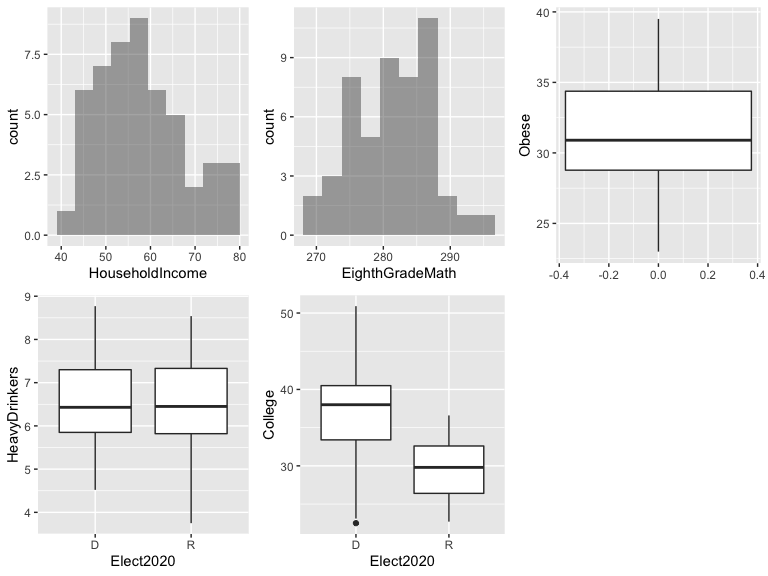 count
7.5
5.0
2.5
0.0
40 50 60 70 80
HouseholdIncome
count
9
6
3
0
270 280 290
EighthGradeMath
Obese
40
35
30
25
-0.4 -0.2 0.0 0.2 0.4
HeavyDrinkers
9
8
7
6
5
4
D R
Elect2020
College
50
40
30
D R
Elect2020